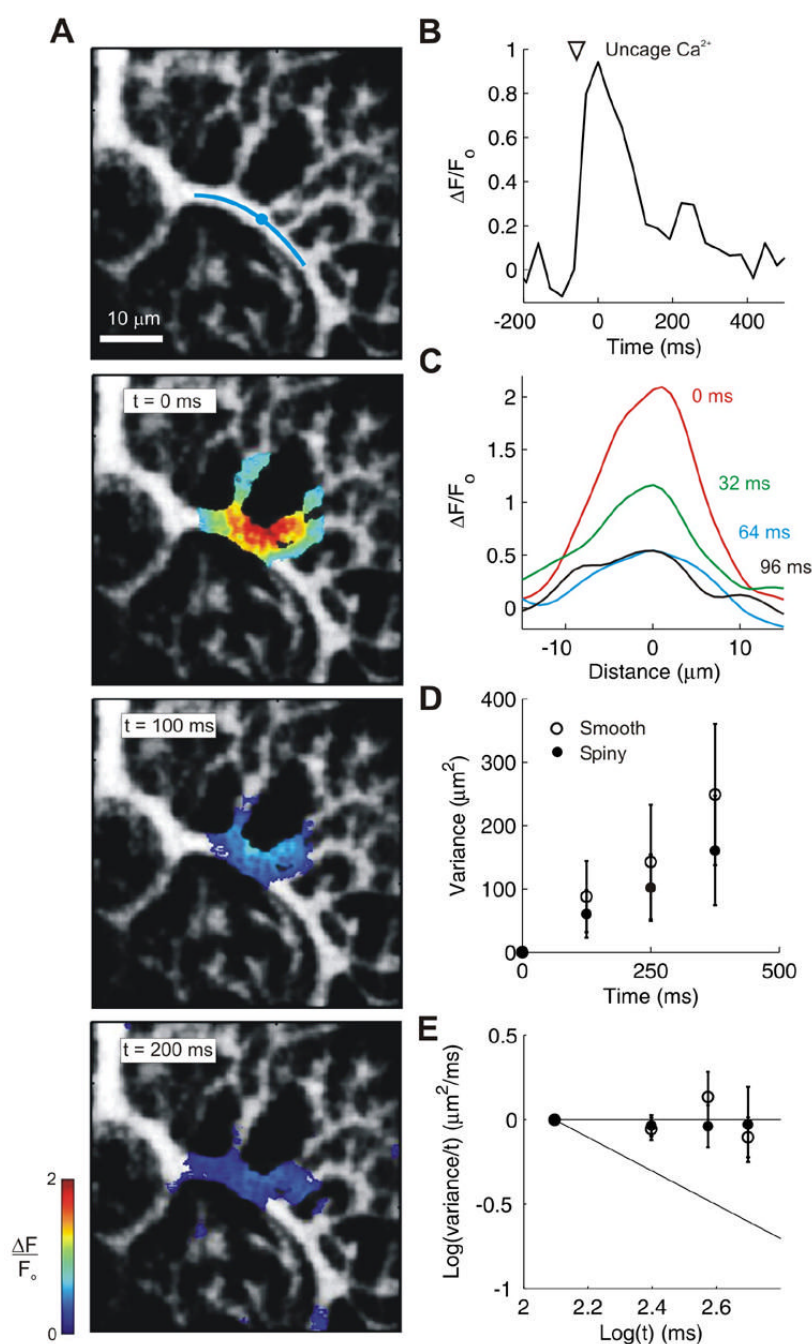 A
10 μm
t = 0 ms
t = 100 ms
t = 200 ms
2
ΔF
F₀
0
B
Uncage Ca²⁺
1
0.8
0.6
0.4
0.2
0
ΔF/F₀
-200 0 200 400
Time (ms)
C
2
1.5
1
0.5
0
ΔF/F₀
0 ms
32 ms
64 ms
96 ms
-10 0 10
Distance (μm)
D
400
300
200
100
0
Variance (μm²)
Smooth
Spiny
0 250 500
Time (ms)
E
0.5
0
-0.5
-1
Log(variance/t) (μm²/ms)
2 2.2 2.4 2.6
Log(t) (ms)